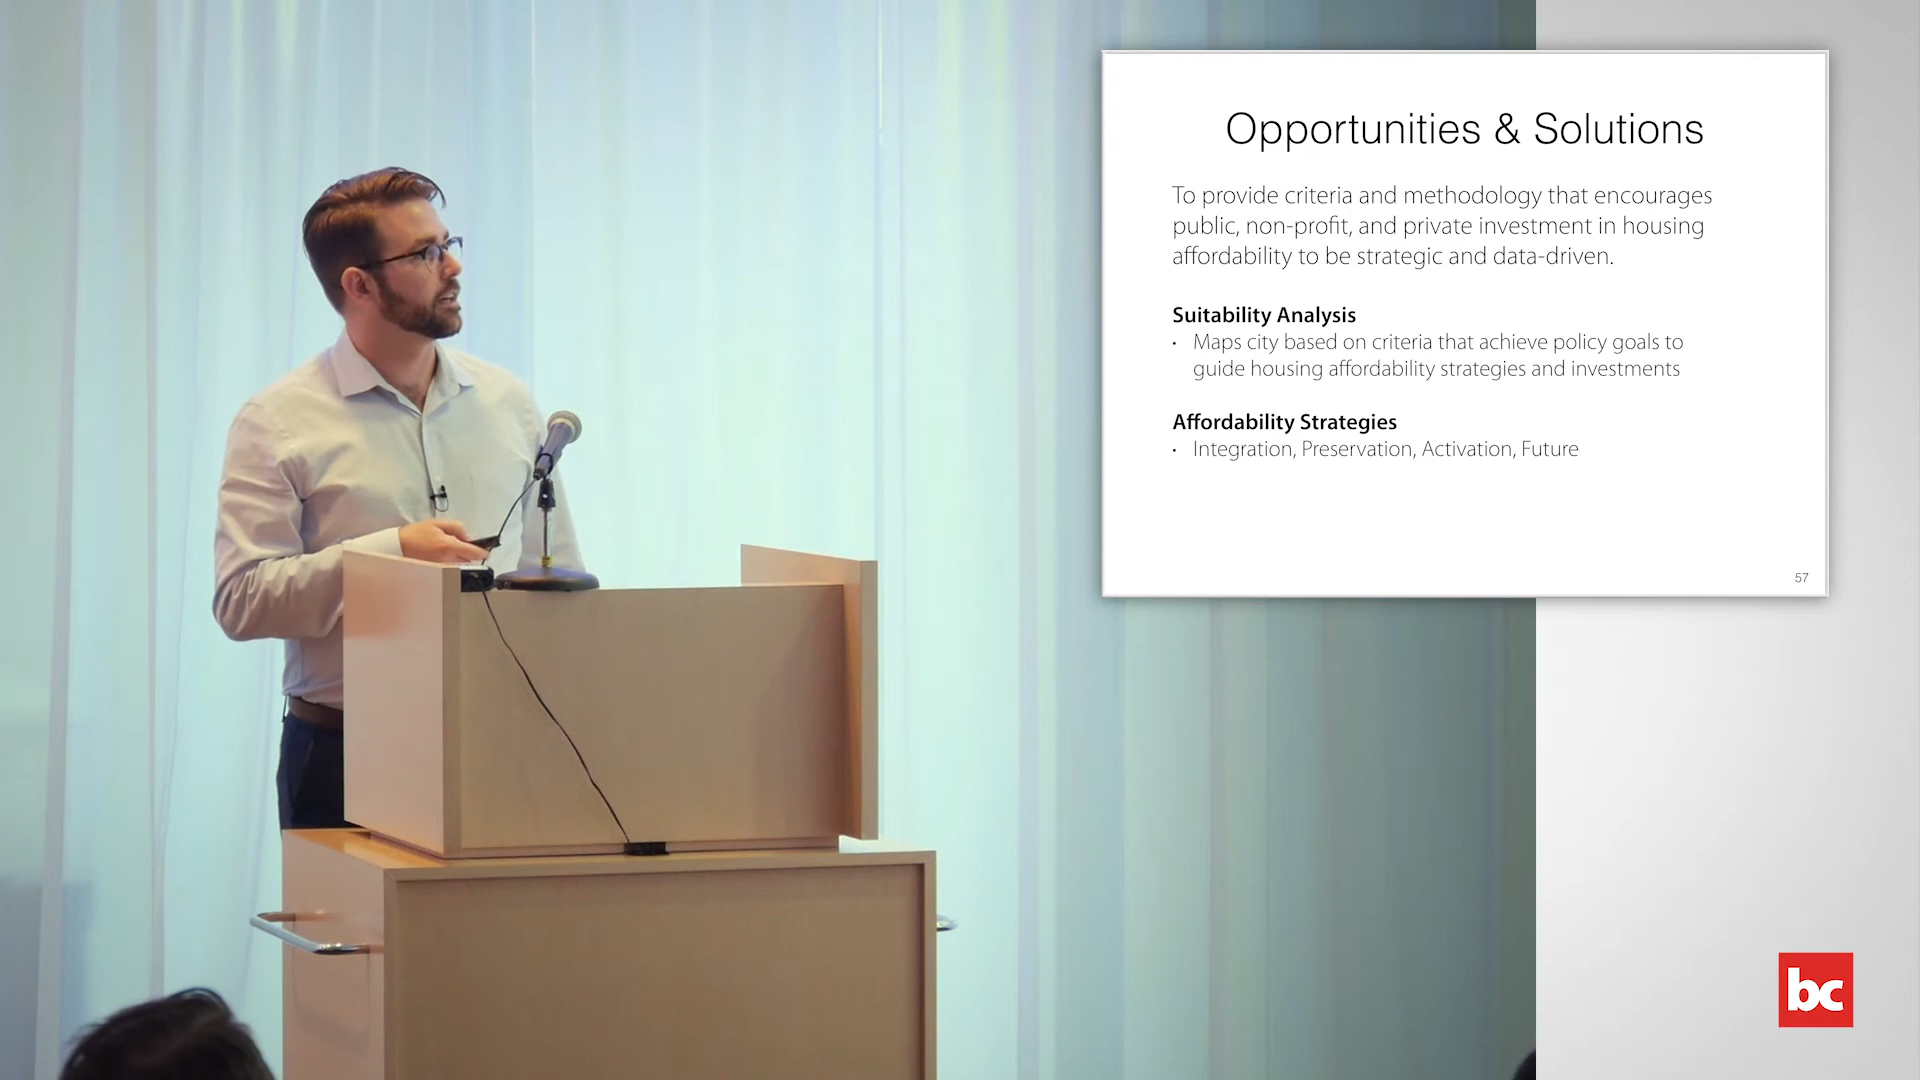 Opportunities & Solutions
To provide criteria and methodology that encourages
public, non-profit, and private investment in housing
affordability to be strategic and data-driven.
Suitability Analysis
• Maps city based on criteria that achieve policy goals to
guide housing affordability strategies and investments
Affordability Strategies
• Integration, Preservation, Activation, Future
57
bc